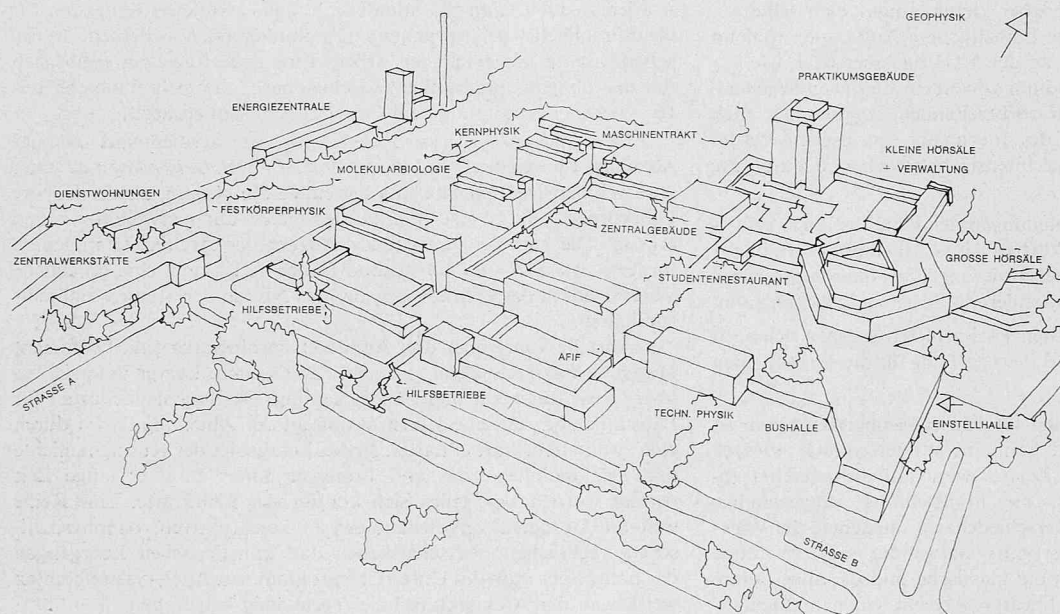 GEOPHYSIK
PRAKTIKUMSGEBÄUDE
ENERGIEZENTRALE
KERNPHYSIK
MASCHINENTRAKT
KLEINE HÖRSÄLE
+ VERWALTUNG
MOLEKULARBIOLOGIE
DIENSTWOHNUNGEN
FESTKÖRPERPHYSIK
ZENTRALGEBÄUDE
ZENTRALWERKSTÄTTE
GROSSE HÖRSÄLE
STUDENTENRESTAURANT
HILFSBETRIEBE
AFIF
STRASSE A
HILFSBETRIEBE
TECHN. PHYSIK
BUSHALLE
EINSTELLHALLE
STRASSE B